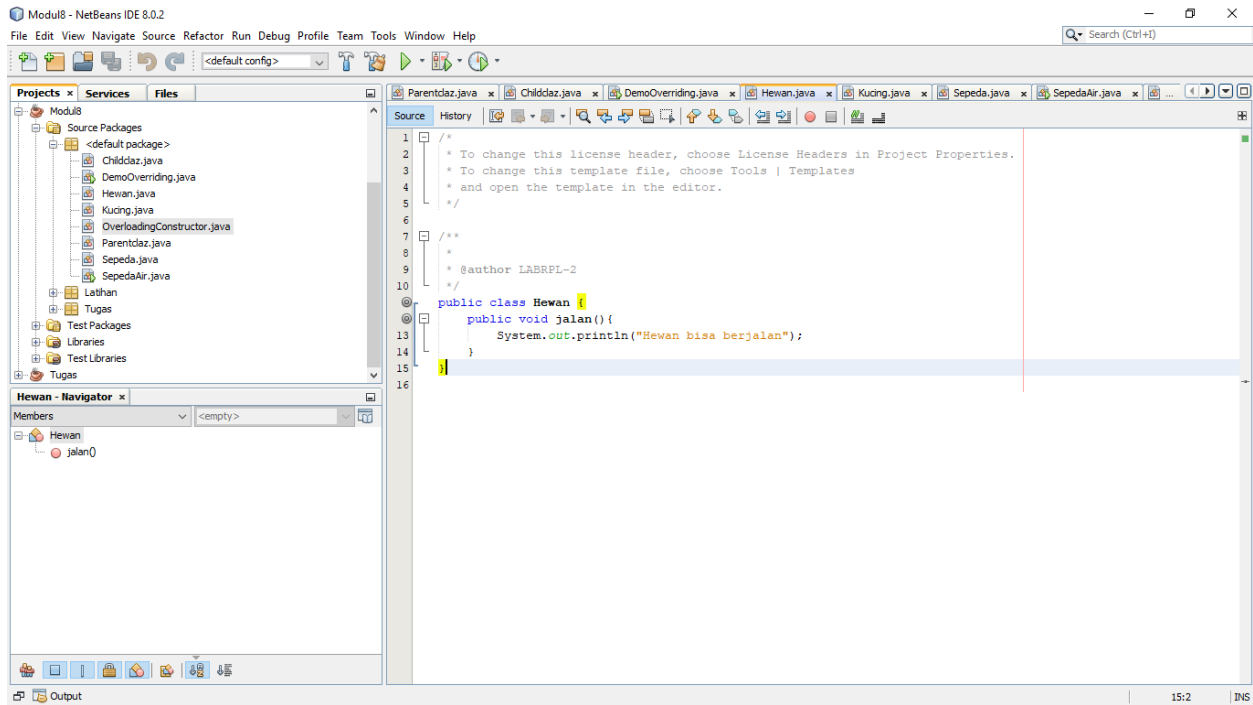 Modul8 - NetBeans IDE 8.0.2
File Edit View Navigate Source Refactor Run Debug Profile Team Tools Window Help
Search (Ctrl+I)
<default config>
Projects Services Files
Modul8
Source Packages
<default package>
Childclaz.java
DemoOverriding.java
Hewan.java
Kucing.java
OverloadingConstructor.java
Parentclaz.java
Sepeda.java
SepedaAir.java
Latihan
Tugas
Test Packages
Libraries
Test Libraries
Tugas
Hewan - Navigator
Members <empty>
Hewan
jalan()
Parentclaz.java Childclaz.java DemoOverriding.java Hewan.java Kucing.java Sepeda.java SepedaAir.java ...
Source History
1 /*
2 * To change this license header, choose License Headers in Project Properties.
3 * To change this template file, choose Tools | Templates
4 * and open the template in the editor.
5 */
6
7 /**
8 *
9 * @author LABRPL-2
10 */
public class Hewan {
public void jalan(){
13 System.out.println("Hewan bisa berjalan");
14 }
15 }
16
Output
15:2 INS